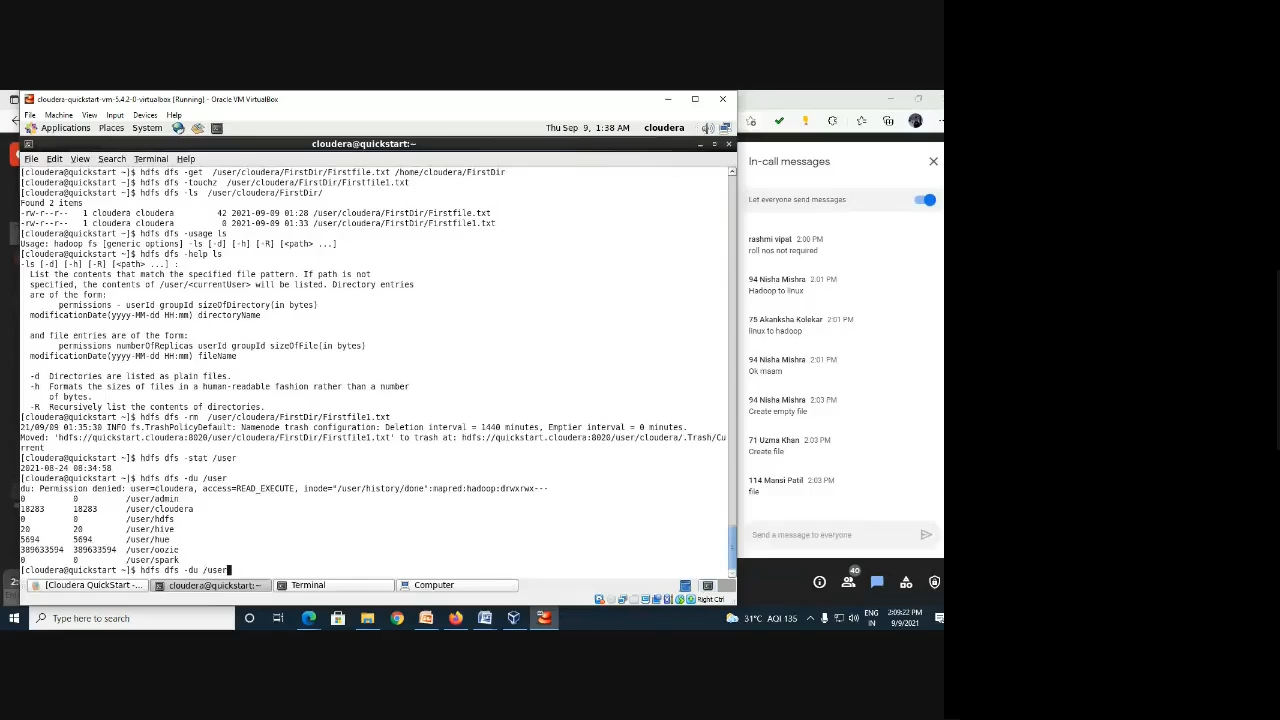 cloudera-quickstart-vm-5.4.2-0-virtualbox [Running] - Oracle VM VirtualBox
File Machine View Input Devices Help
Applications Places System Thu Sep 9, 1:38 AM cloudera
cloudera@quickstart:~
File Edit View Search Terminal Help
[cloudera@quickstart ~]$ hdfs dfs -get /user/cloudera/FirstDir/Firstfile.txt /home/cloudera/FirstDir
[cloudera@quickstart ~]$ hdfs dfs -touchz /user/cloudera/FirstDir/Firstfile1.txt
[cloudera@quickstart ~]$ hdfs dfs -ls /user/cloudera/FirstDir/
Found 2 items
-rw-r--r-- 1 cloudera cloudera 42 2021-09-09 01:28 /user/cloudera/FirstDir/Firstfile.txt
-rw-r--r-- 1 cloudera cloudera 0 2021-09-09 01:33 /user/cloudera/FirstDir/Firstfile1.txt
[cloudera@quickstart ~]$ hdfs dfs -usage ls
Usage: hadoop fs [generic options] -ls [-d] [-h] [-R] [<path> ...]
[cloudera@quickstart ~]$ hdfs dfs -help ls
-ls [-d] [-h] [-R] [<path> ...] :
List the contents that match the specified file pattern. If path is not
specified, the contents of /user/<currentUser> will be listed. Directory entries
are of the form:
permissions - userId groupId sizeOfDirectory(in bytes)
modificationDate(yyyy-MM-dd HH:mm) directoryName
and file entries are of the form:
permissions numberOfReplicas userId groupId sizeOfFile(in bytes)
modificationDate(yyyy-MM-dd HH:mm) fileName
-d Directories are listed as plain files.
-h Formats the sizes of files in a human-readable fashion rather than a number
of bytes.
-R Recursively list the contents of directories.
[cloudera@quickstart ~]$ hdfs dfs -rm /user/cloudera/FirstDir/Firstfile1.txt
21/09/09 01:35:30 INFO fs.TrashPolicyDefault: Namenode trash configuration: Deletion interval = 1440 minutes, Emptier interval = 0 minutes.
Moved: 'hdfs://quickstart.cloudera:8020/user/cloudera/FirstDir/Firstfile1.txt' to trash at: hdfs://quickstart.cloudera:8020/user/cloudera/.Trash/Cu
rrent
[cloudera@quickstart ~]$ hdfs dfs -stat /user
2021-08-24 08:34:58
[cloudera@quickstart ~]$ hdfs dfs -du /user
du: Permission denied: user=cloudera, access=READ_EXECUTE, inode="/user/history/done":mapred:hadoop:drwxrwx---
0 0 /user/admin
18283 18283 /user/cloudera
0 0 /user/hdfs
20 20 /user/hive
5694 5694 /user/hue
389633594 389633594 /user/oozie
0 0 /user/spark
[cloudera@quickstart ~]$ hdfs dfs -du /user
[Cloudera QuickStart -... cloudera@quickstart:~ Terminal Computer
Right Ctrl
In-call messages
Let everyone send messages
rashmi vipat 2:00 PM
roll nos not required
94 Nisha Mishra 2:01 PM
Hadoop to linux
75 Akanksha Kolekar 2:01 PM
linux to hadoop
94 Nisha Mishra 2:01 PM
Ok maam
94 Nisha Mishra 2:03 PM
Create empty file
71 Uzma Khan 2:03 PM
Create file
114 Mansi Patil 2:03 PM
file
Send a message to everyone
40
Type here to search
31°C AQI 135
ENG
IN
2:09:22 PM
9/9/2021